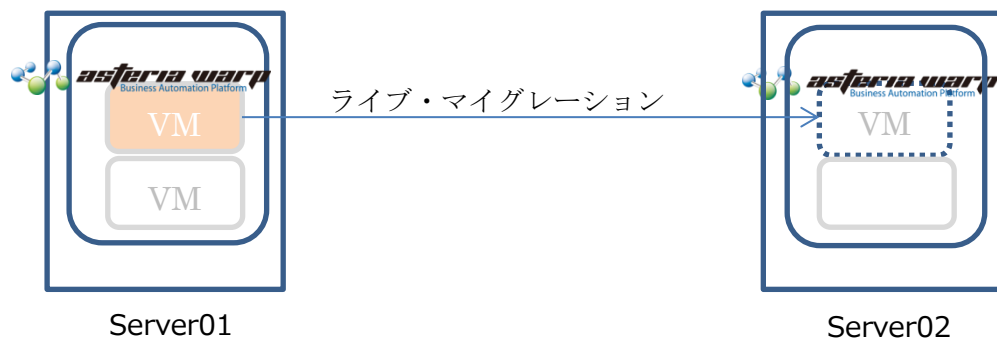 asteria warp
Business Automation Platform
VM
VM
Server01
ライブ・マイグレーション
asteria warp
Business Automation Platform
VM
Server02